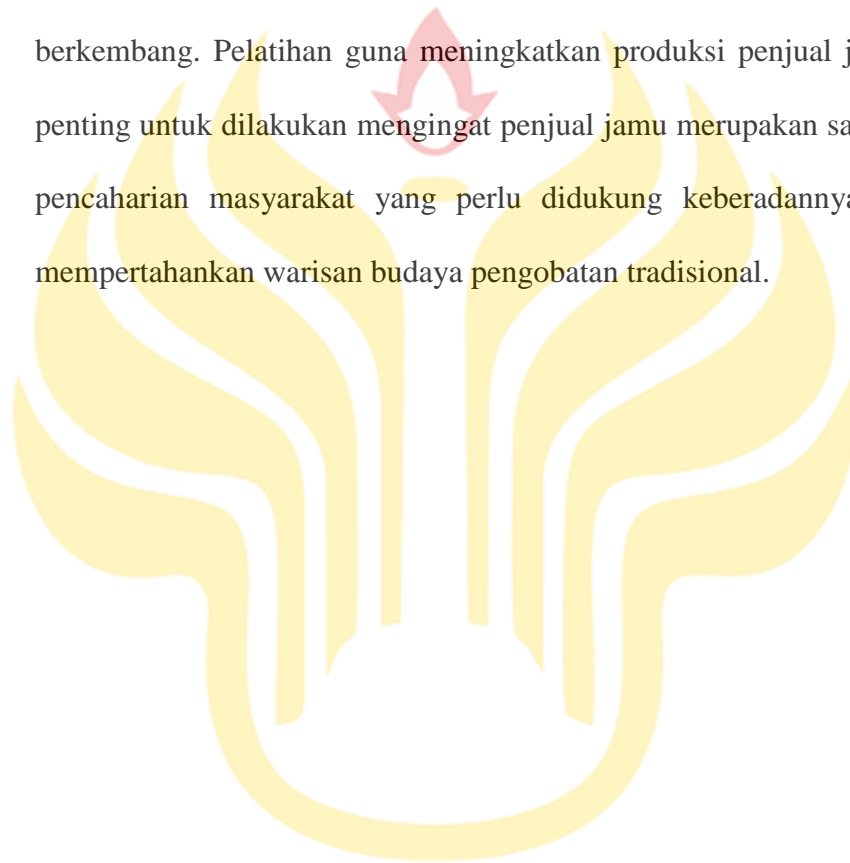 berkembang. Pelatihan guna meningkatkan produksi penjual
penting untuk dilakukan mengingat penjual jamu merupakan
pencaharian masyarakat yang perlu didukung keberadannya
mempertahankan warisan budaya pengobatan tradisional.